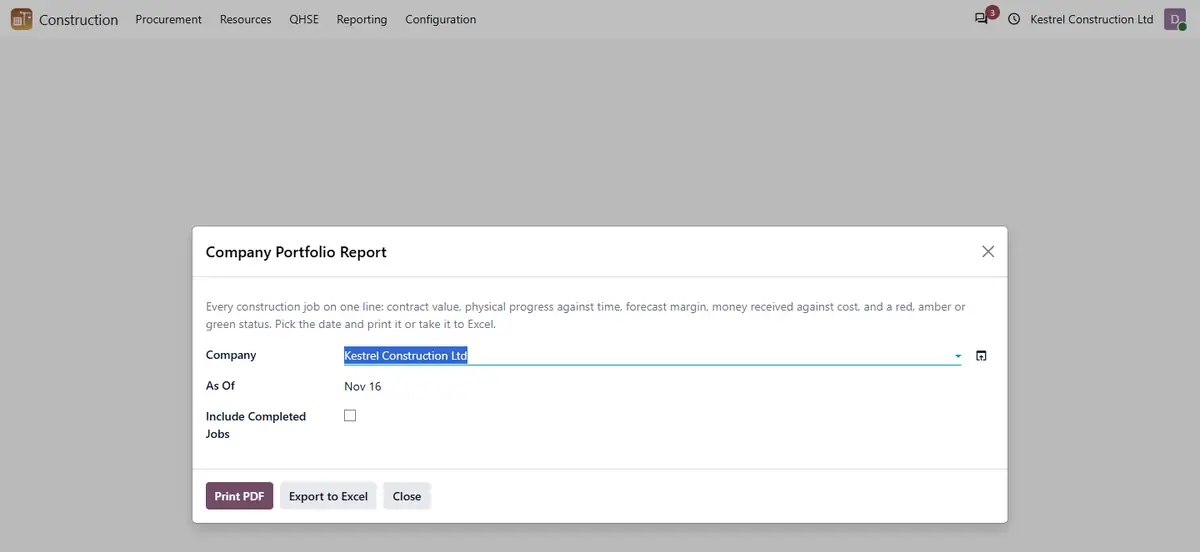 Construction Procurement Resources QHSE Reporting Configuration 3 Kestrel Construction Ltd D
Company Portfolio Report
Every construction job on one line: contract value, physical progress against time, forecast margin, money received against cost, and a red, amber or
green status. Pick the date and print it or take it to Excel.
Company Kestrel Construction Ltd
As Of Nov 16
Include Completed
Jobs
Print PDF Export to Excel Close